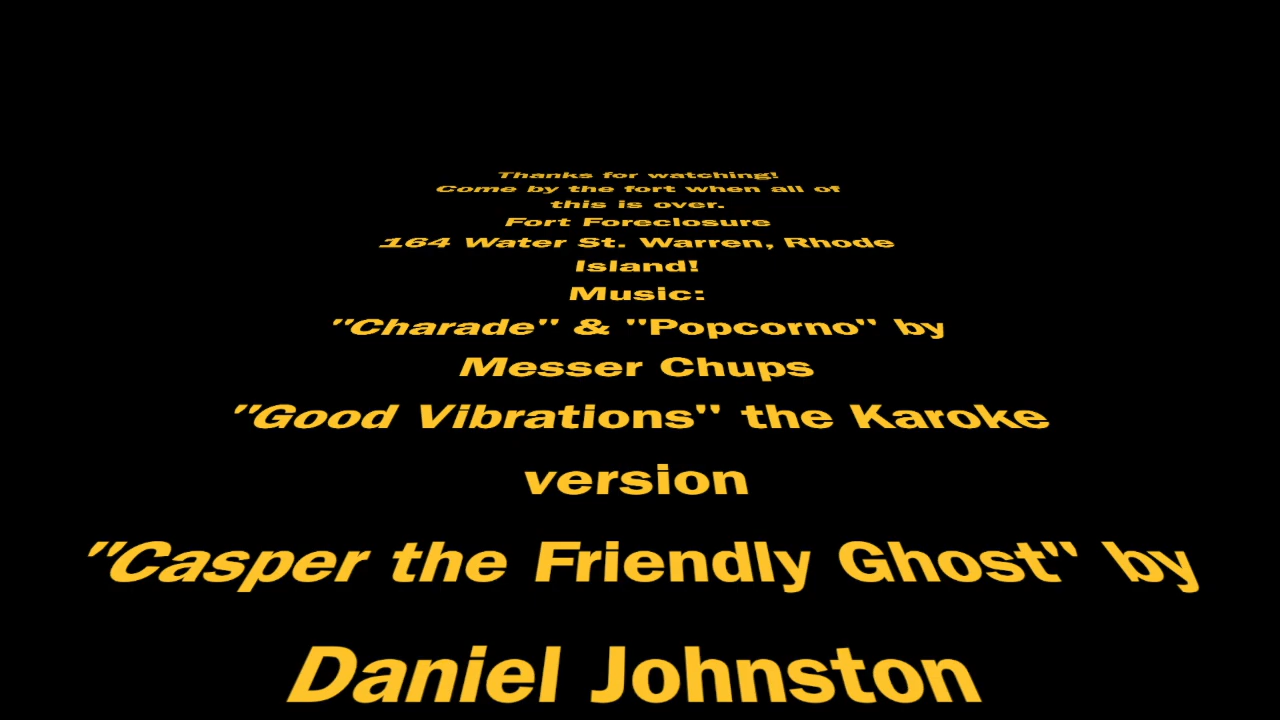 Thanks for watching!
Come by the fort when all of
this is over.
Fort Foreclosure
164 Water St. Warren, Rhode
Island!
Music:
"Charade" & "Popcorno" by
Messer Chups
"Good Vibrations" the Karoke
version
"Casper the Friendly Ghost" by
Daniel Johnston